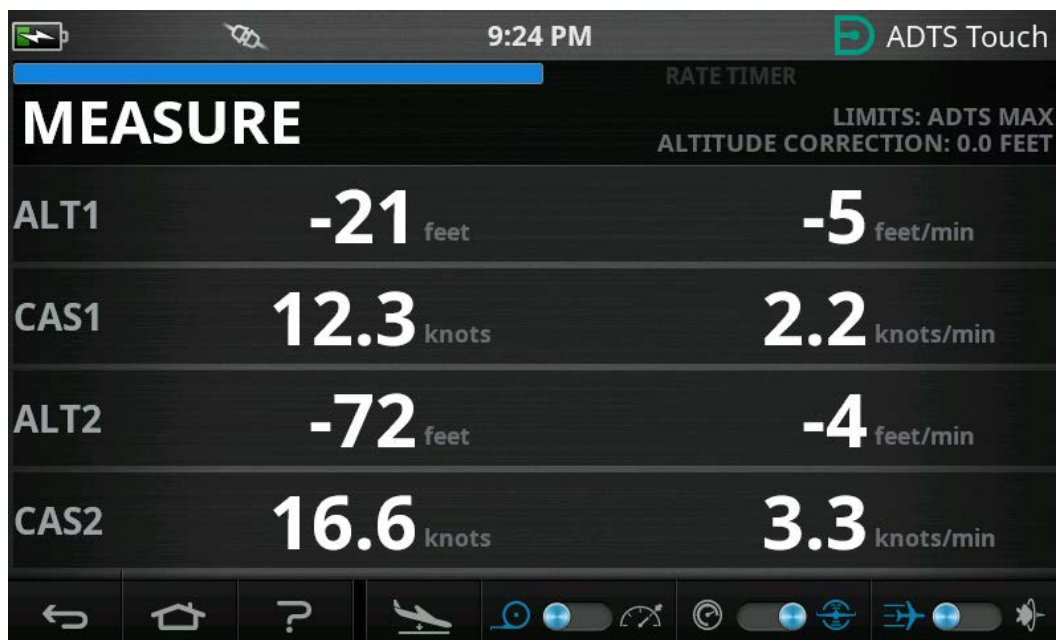 9:24 PM ADTS Touch
RATE TIMER
MEASURE
LIMITS: ADTS MAX
ALTITUDE CORRECTION: 0.0 FEET
ALT1 -21 feet -5 feet/min
CAS1 12.3 knots 2.2 knots/min
ALT2 -72 feet -4 feet/min
CAS2 16.6 knots 3.3 knots/min
?